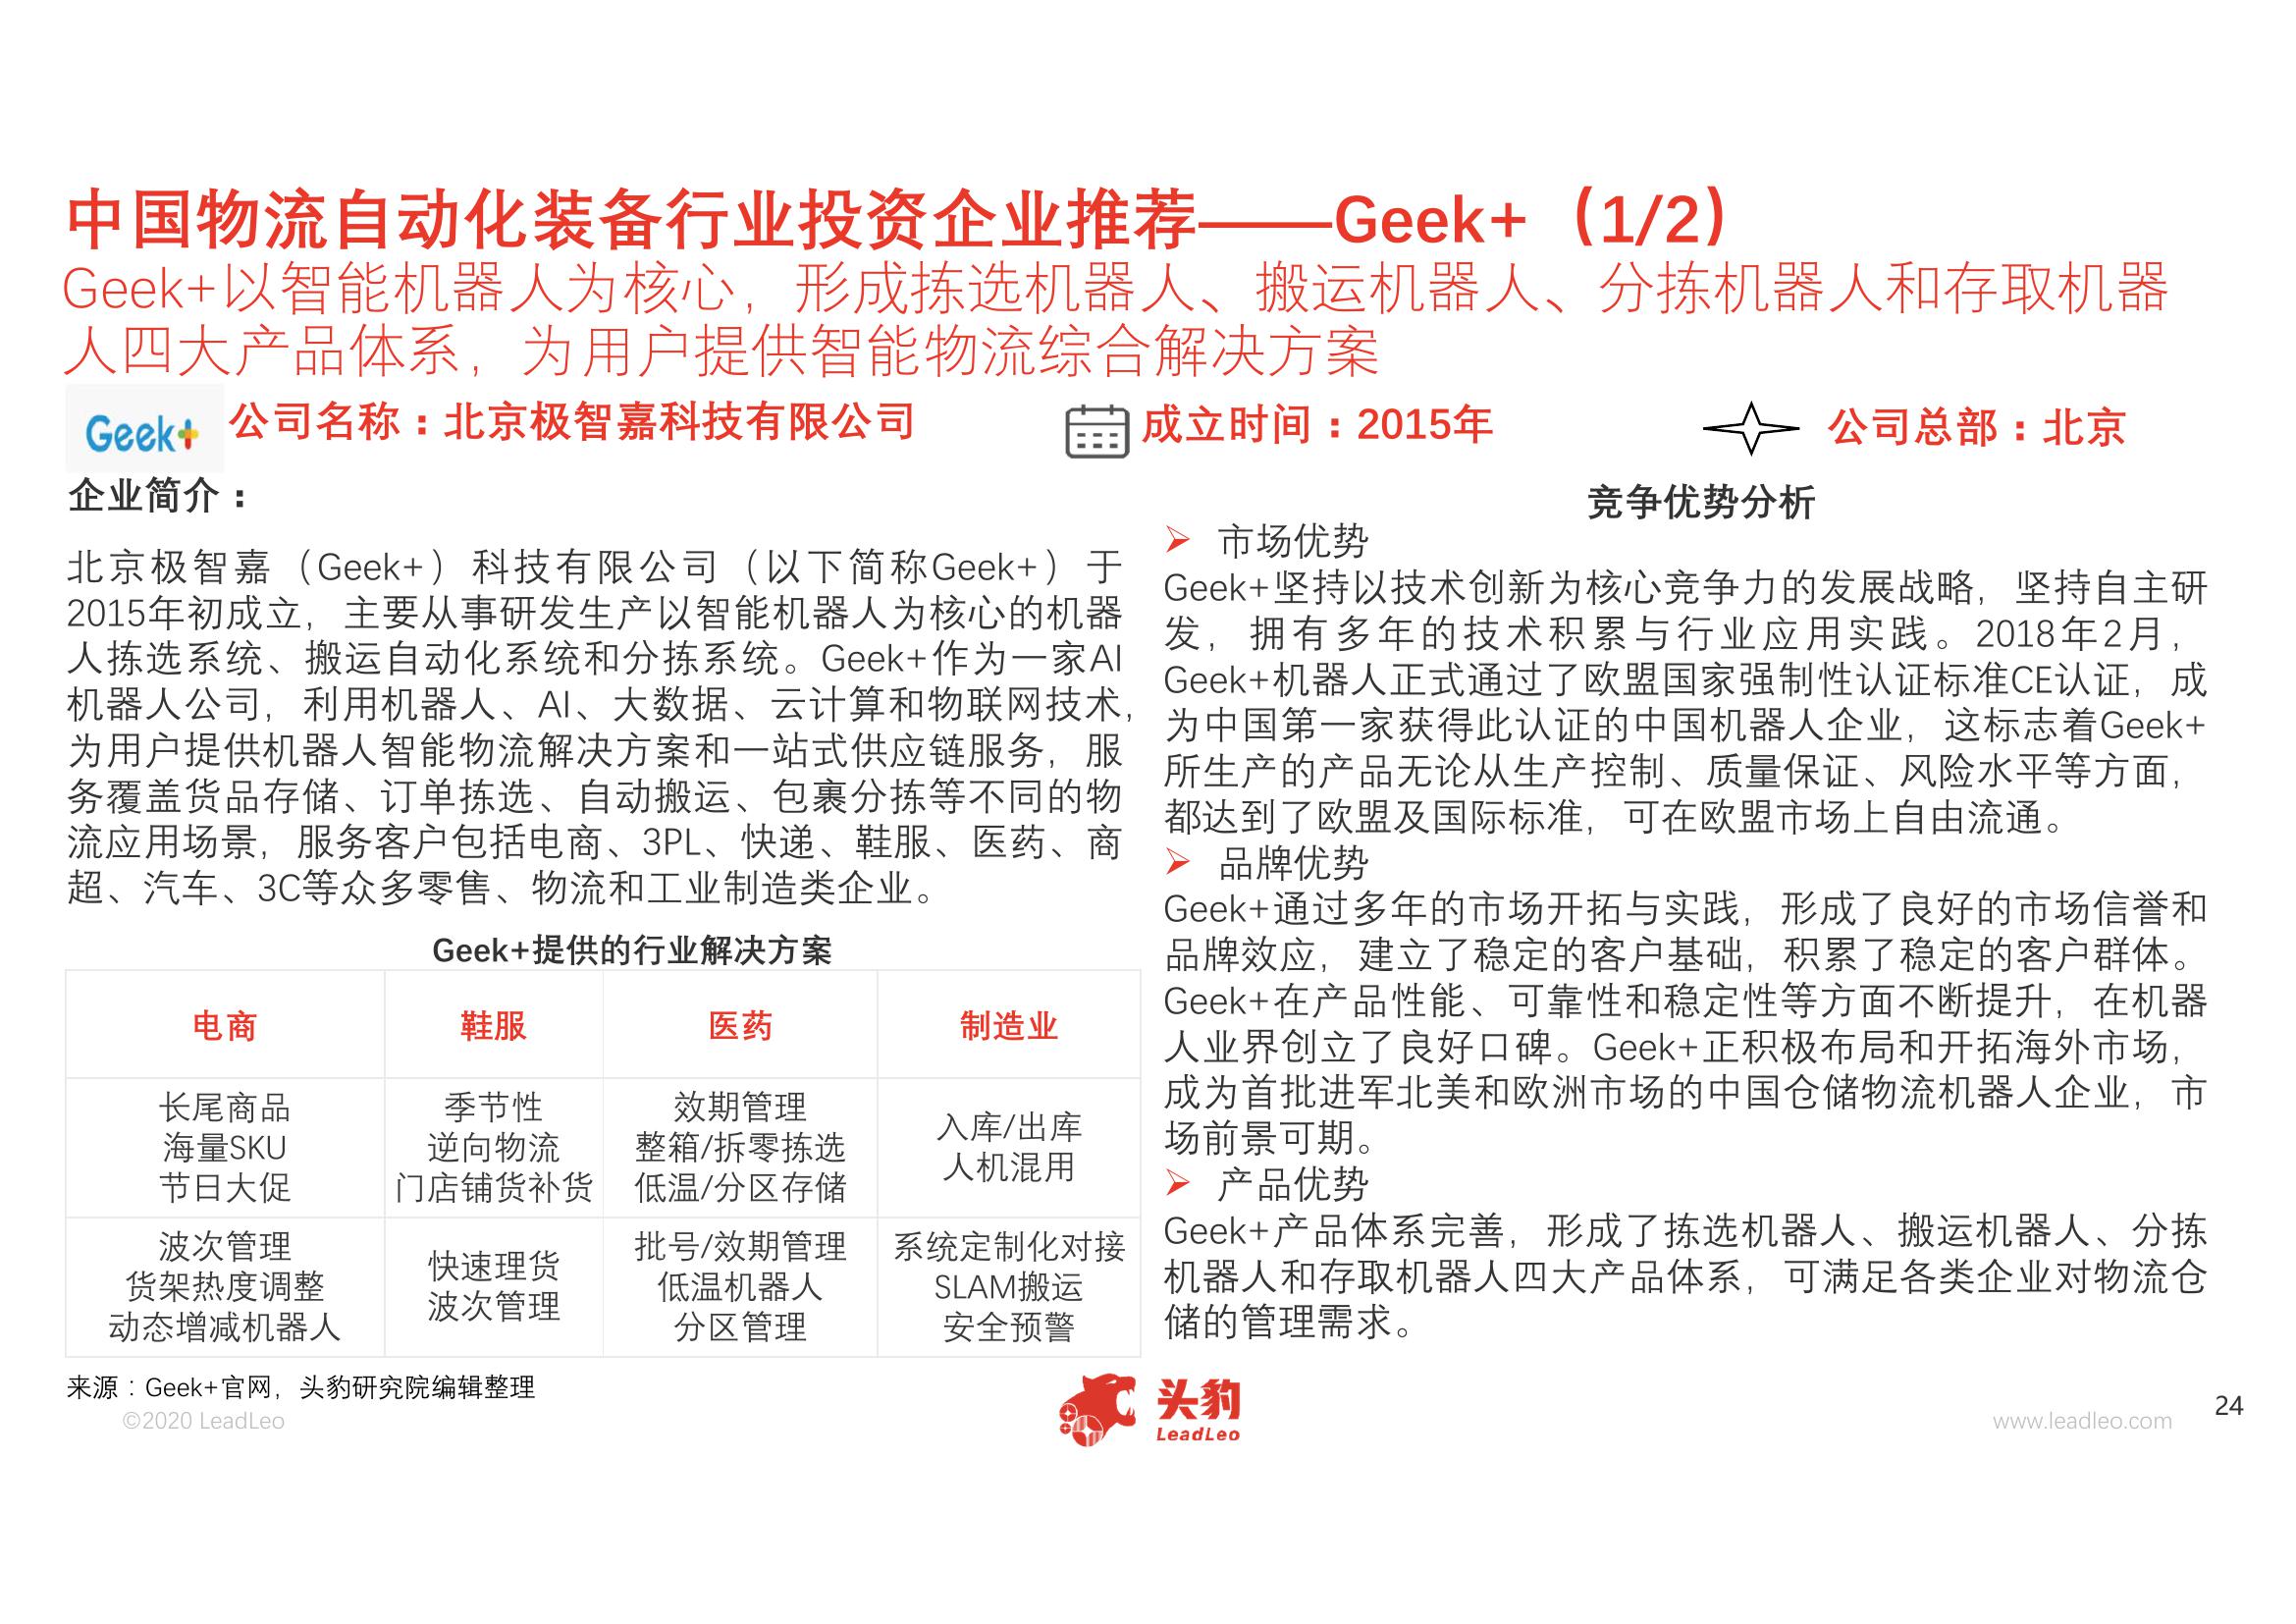 中国物流自动化装备行业投资企业推荐——Geek+（1/2）
Geek+以智能机器人为核心，形成拣选机器人、搬运机器人、分拣机器人和存取机器
人四大产品体系，为用户提供智能物流综合解决方案
Geek+
公司名称：北京极智嘉科技有限公司
成立时间：2015年
公司总部：北京
企业简介：
北京极智嘉（Geek+）科技有限公司（以下简称Geek+）于
2015年初成立，主要从事研发生产以智能机器人为核心的机器
人拣选系统、搬运自动化系统和分拣系统。Geek+作为一家AI
机器人公司，利用机器人、AI、大数据、云计算和物联网技术，
为用户提供机器人智能物流解决方案和一站式供应链服务，服
务覆盖货品存储、订单拣选、自动搬运、包裹分拣等不同的物
流应用场景，服务客户包括电商、3PL、快递、鞋服、医药、商
超、汽车、3C等众多零售、物流和工业制造类企业。
Geek+提供的行业解决方案
电商
鞋服
医药
制造业
长尾商品
海量SKU
节日大促
季节性
逆向物流
门店铺货补货
效期管理
整箱/拆零拣选
低温/分区存储
入库/出库
人机混用
波次管理
货架热度调整
动态增减机器人
快速理货
波次管理
批号/效期管理
低温机器人
分区管理
系统定制化对接
SLAM搬运
安全预警
竞争优势分析
市场优势
Geek+坚持以技术创新为核心竞争力的发展战略，坚持自主研
发，拥有多年的技术积累与行业应用实践。2018年2月，
Geek+机器人正式通过了欧盟国家强制性认证标准CE认证，成
为中国第一家获得此认证的中国机器人企业，这标志着Geek+
所生产的产品无论从生产控制、质量保证、风险水平等方面，
都达到了欧盟及国际标准，可在欧盟市场上自由流通。
品牌优势
Geek+通过多年的市场开拓与实践，形成了良好的市场信誉和
品牌效应，建立了稳定的客户基础，积累了稳定的客户群体。
Geek+在产品性能、可靠性和稳定性等方面不断提升，在机器
人业界创立了良好口碑。Geek+正积极布局和开拓海外市场，
成为首批进军北美和欧洲市场的中国仓储物流机器人企业，市
场前景可期。
产品优势
Geek+产品体系完善，形成了拣选机器人、搬运机器人、分拣
机器人和存取机器人四大产品体系，可满足各类企业对物流仓
储的管理需求。
来源：Geek+官网，头豹研究院编辑整理
©2020 LeadLeo
头豹
LeadLeo
www.leadleo.com
24